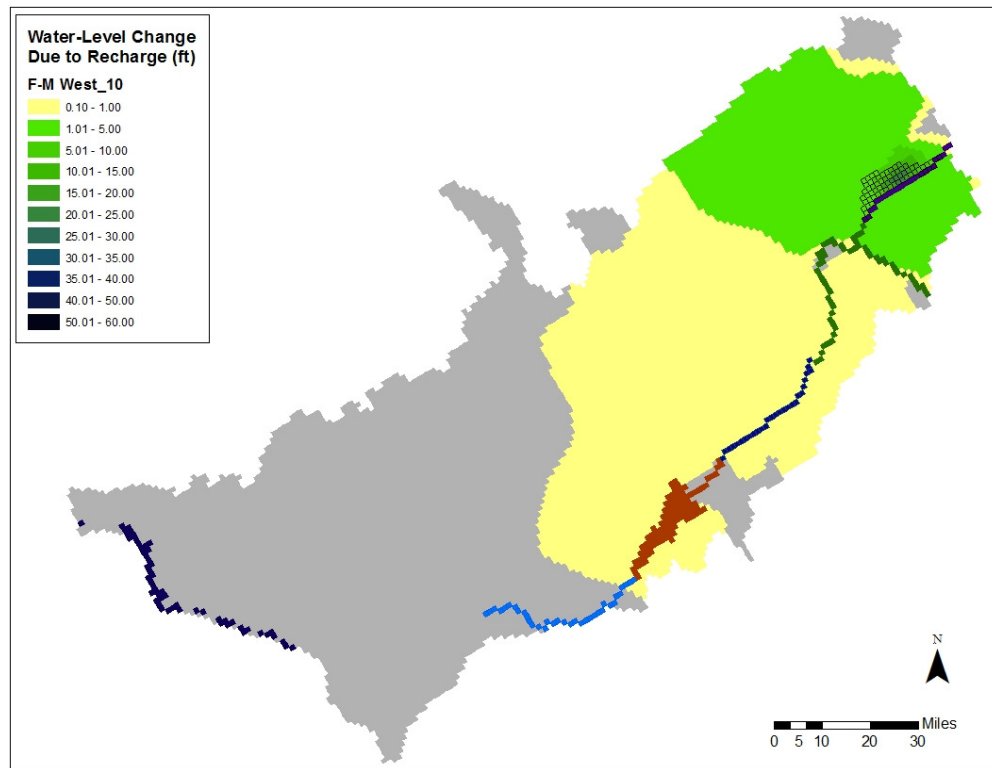 Water-Level Change
Due to Recharge (ft)
F-M West_10
0.10 - 1.00
1.01 - 5.00
5.01 - 10.00
10.01 - 15.00
15.01 - 20.00
20.01 - 25.00
25.01 - 30.00
30.01 - 35.00
35.01 - 40.00
40.01 - 50.00
50.01 - 60.00
N
Miles
0 5 10 20 30